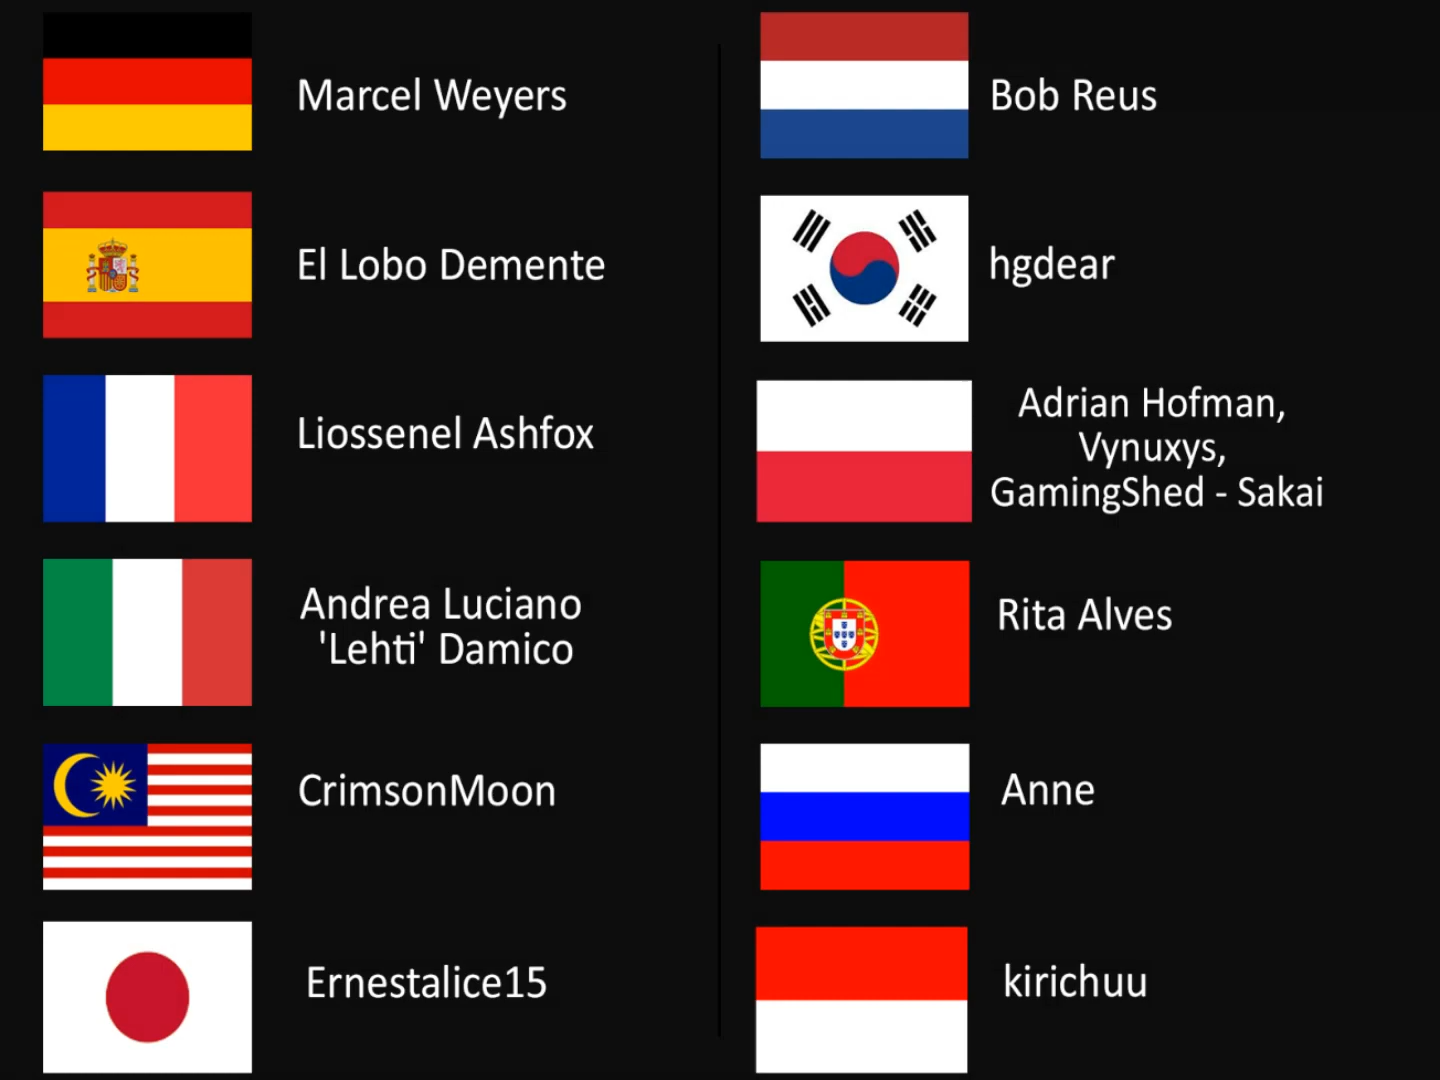 Marcel Weyers
El Lobo Demente
Liossenel Ashfox
Andrea Luciano
'Lehti' Damico
CrimsonMoon
Ernestalice15
Bob Reus
hgdear
Adrian Hofman,
Vynuxys,
GamingShed - Sakai
Rita Alves
Anne
kirichuu